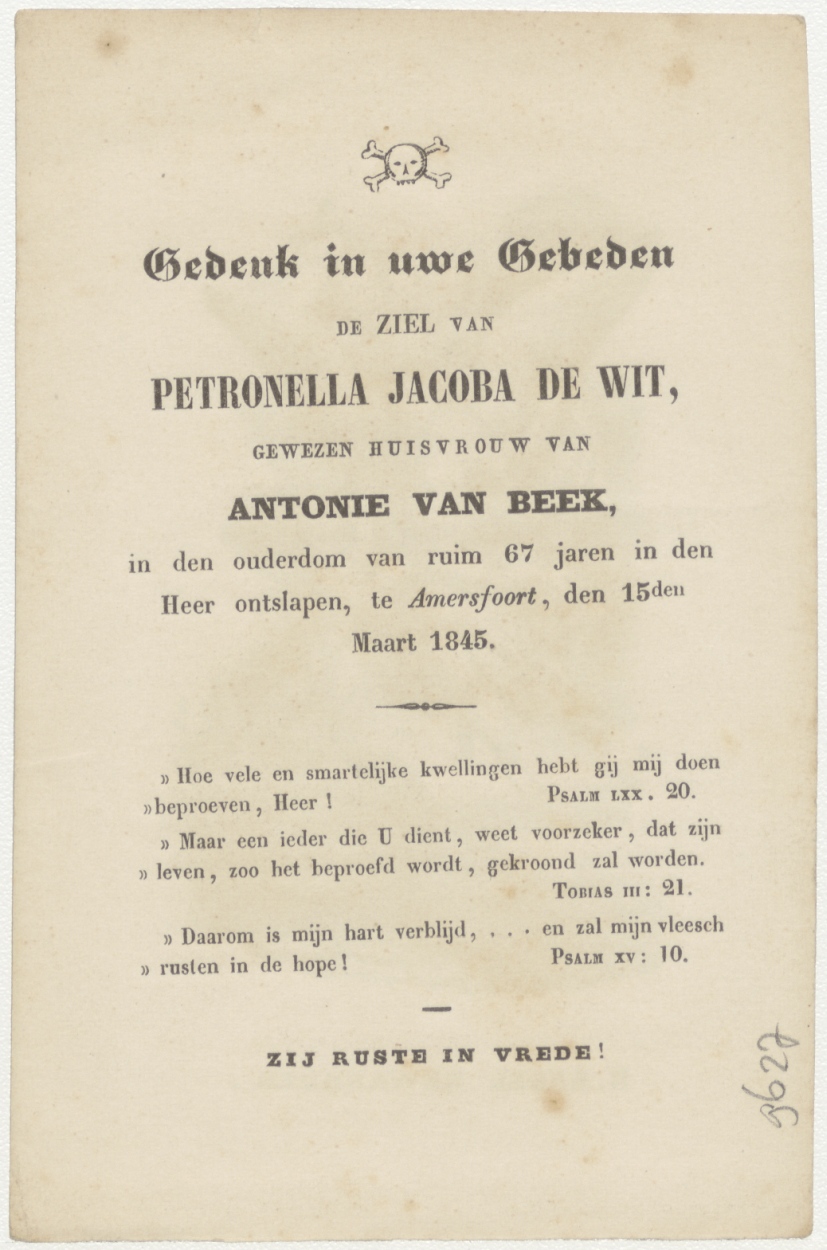 Gedenk in uwe Gebeden
DE ZIEL VAN
PETRONELLA JACOBA DE WIT,
GEWEZEN HUISVROUW VAN
ANTONIE VAN BEEK,
in den ouderdom van ruim 67 jaren in den
Heer ontslapen, te Amersfoort, den 15den
Maart 1845.
» Hoe vele en smartelijke kwellingen hebt gij mij doen
» beproeven, Heer! PSALM LXX. 20.
» Maar een ieder die U dient, weet voorzeker, dat zijn
» leven, zoo het beproefd wordt, gekroond zal worden.
TOBIAS III: 21.
» Daarom is mijn hart verblijd, . . . en zal mijn vleesch
» rusten in de hope! PSALM XV: 10.
ZIJ RUSTE IN VREDE!